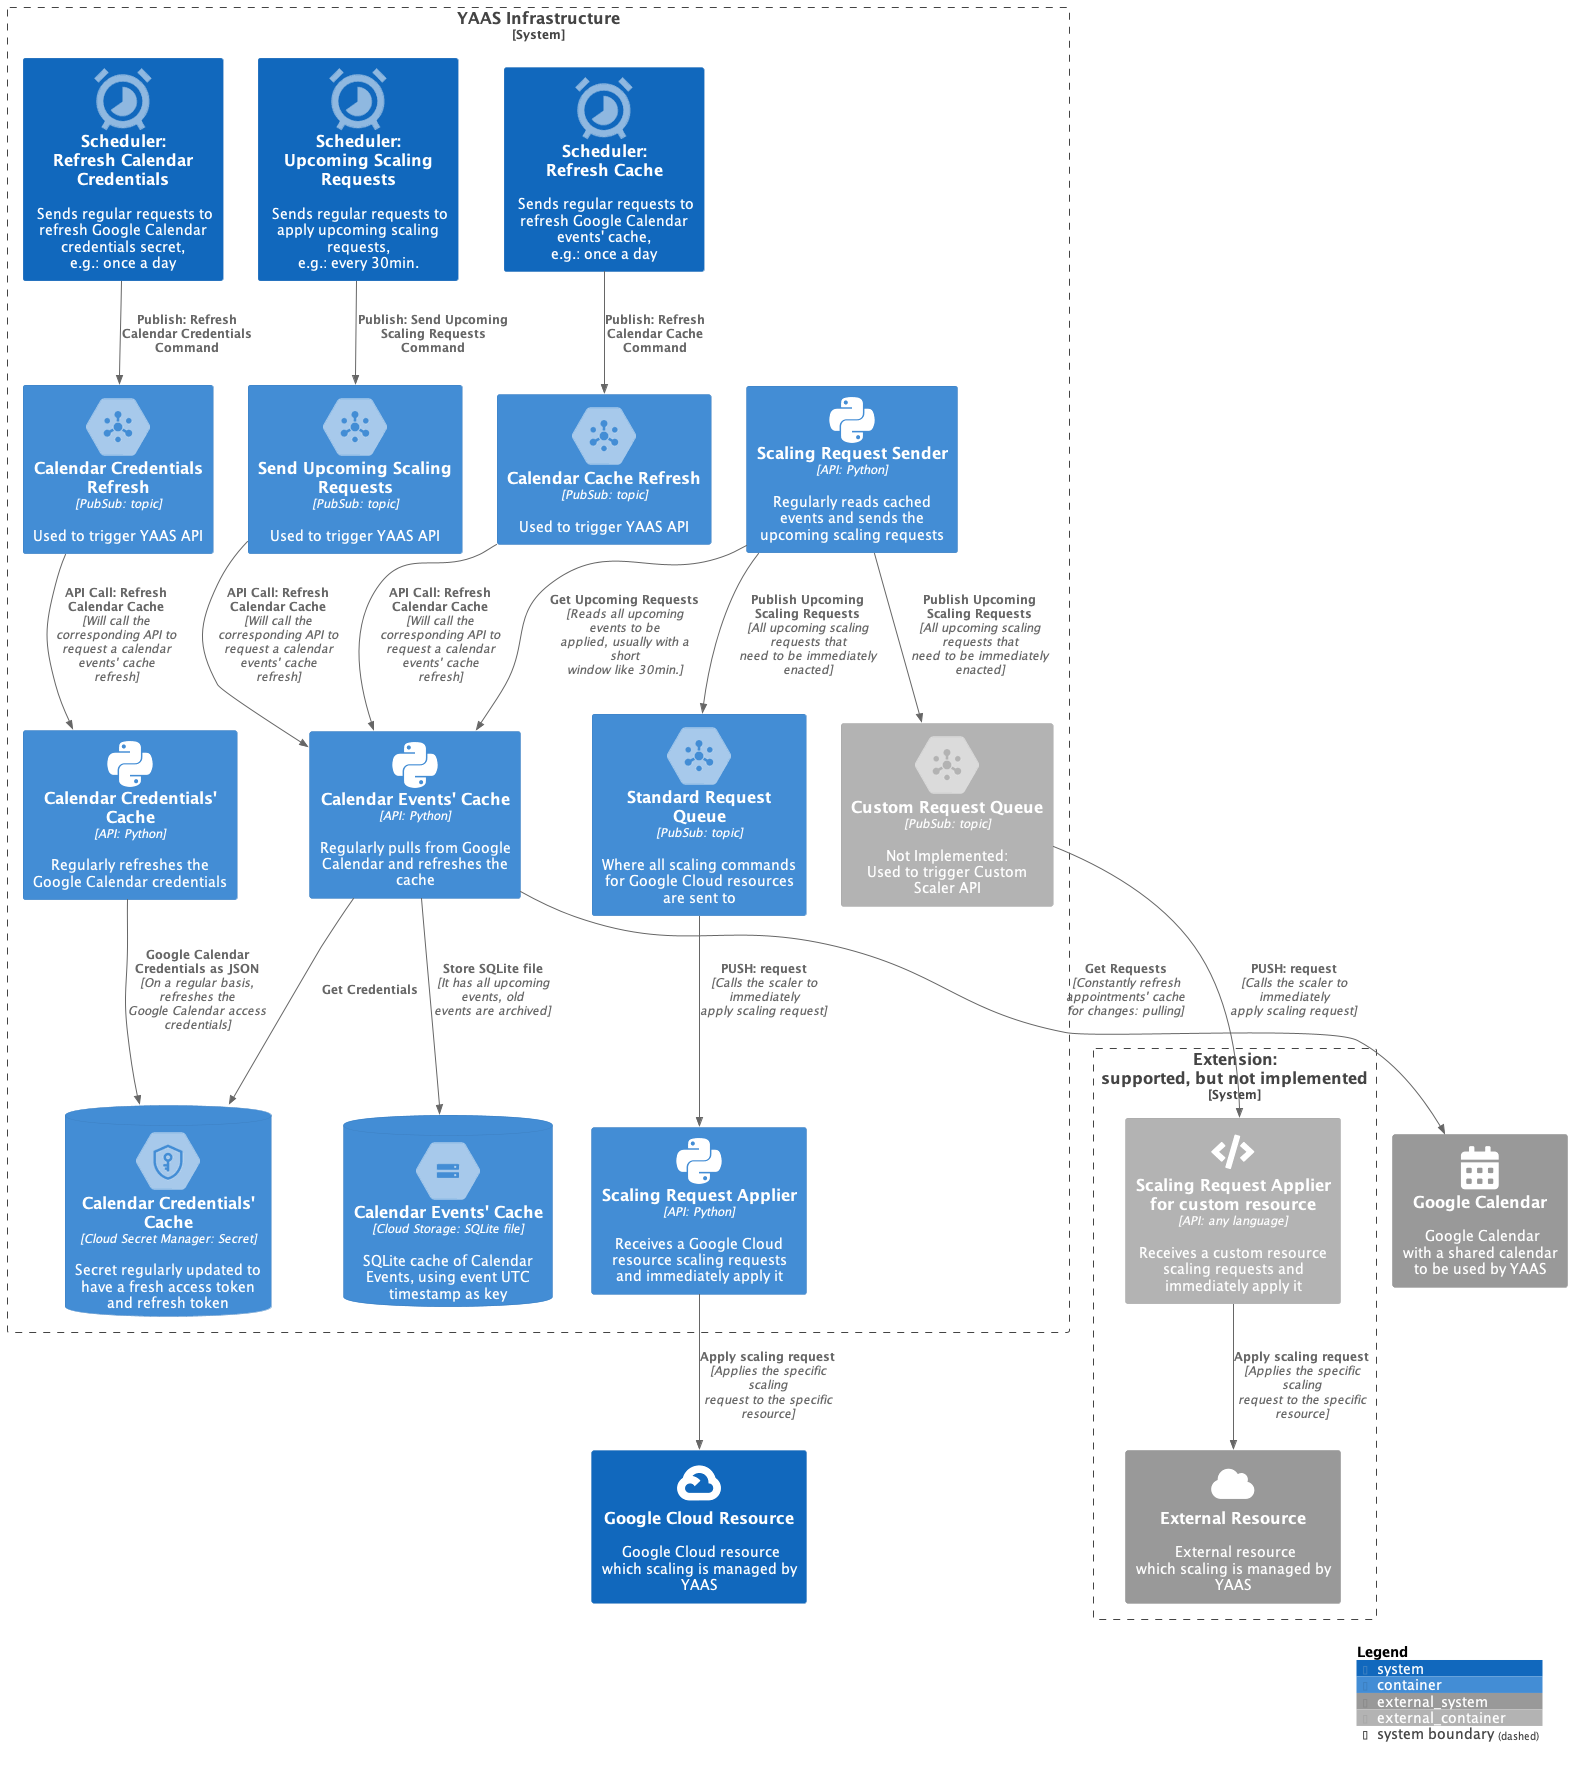 YAAS Infrastructure
[System]
Scheduler:
Refresh Calendar
Credentials
Sends regular requests to
refresh Google Calendar
credentials secret,
e.g.: once a day
Scheduler:
Upcoming Scaling
Requests
Sends regular requests to
apply upcoming scaling
requests,
e.g.: every 30min.
Scheduler:
Refresh Cache
Sends regular requests to
refresh Google Calendar
events' cache,
e.g.: once a day
Publish: Refresh
Calendar Credentials
Command
Publish: Send Upcoming
Scaling Requests
Command
Publish: Refresh
Calendar Cache
Command
Calendar Credentials
Refresh
[PubSub: topic]
Used to trigger YAAS API
Send Upcoming Scaling
Requests
[PubSub: topic]
Used to trigger YAAS API
Calendar Cache Refresh
[PubSub: topic]
Used to trigger YAAS API
Scaling Request Sender
[API: Python]
Regularly reads cached
events and sends the
upcoming scaling requests
API Call: Refresh
Calendar Cache
[Will call the
corresponding API to
request a calendar
events' cache
refresh]
API Call: Refresh
Calendar Cache
[Will call the
corresponding API to
request a calendar
events' cache
refresh]
API Call: Refresh
Calendar Cache
[Will call the
corresponding API to
request a calendar
events' cache
refresh]
Get Upcoming Requests
[Reads all upcoming
events to be
applied, usually with a
short
window like 30min.]
Publish Upcoming
Scaling Requests
[All upcoming scaling
requests that
need to be immediately
enacted]
Publish Upcoming
Scaling Requests
[All upcoming scaling
requests that
need to be immediately
enacted]
Calendar Credentials'
Cache
[API: Python]
Regularly refreshes the
Google Calendar credentials
Calendar Events' Cache
[API: Python]
Regularly pulls from Google
Calendar and refreshes the
cache
Standard Request
Queue
[PubSub: topic]
Where all scaling commands
for Google Cloud resources
are sent to
Custom Request Queue
[PubSub: topic]
Not Implemented:
Used to trigger Custom
Scaler API
Google Calendar
Credentials as JSON
[On a regular basis,
refreshes the
Google Calendar access
credentials]
Get Credentials
Store SQLite file
[It has all upcoming
events, old
events are archived]
PUSH: request
[Calls the scaler to
immediately
apply scaling request]
Get Requests
[Constantly refresh
appointments' cache
for changes: pulling]
PUSH: request
[Calls the scaler to
immediately
apply scaling request]
Extension:
supported, but not implemented
[System]
Calendar Credentials'
Cache
[Cloud Secret Manager: Secret]
Secret regularly updated to
have a fresh access token
and refresh token
Calendar Events' Cache
[Cloud Storage: SQLite file]
SQLite cache of Calendar
Events, using event UTC
timestamp as key
Scaling Request Applier
[API: Python]
Receives a Google Cloud
resource scaling requests
and immediately apply it
Scaling Request Applier
for custom resource
[API: any language]
Receives a custom resource
scaling requests and
immediately apply it
Google Calendar
Google Calendar
with a shared calendar
to be used by YAAS
Apply scaling request
[Applies the specific
scaling
request to the specific
resource]
Apply scaling request
[Applies the specific
scaling
request to the specific
resource]
Google Cloud Resource
Google Cloud resource
which scaling is managed by
YAAS
External Resource
External resource
which scaling is managed by
YAAS
Legend
system
container
external_system
external_container
system boundary (dashed)